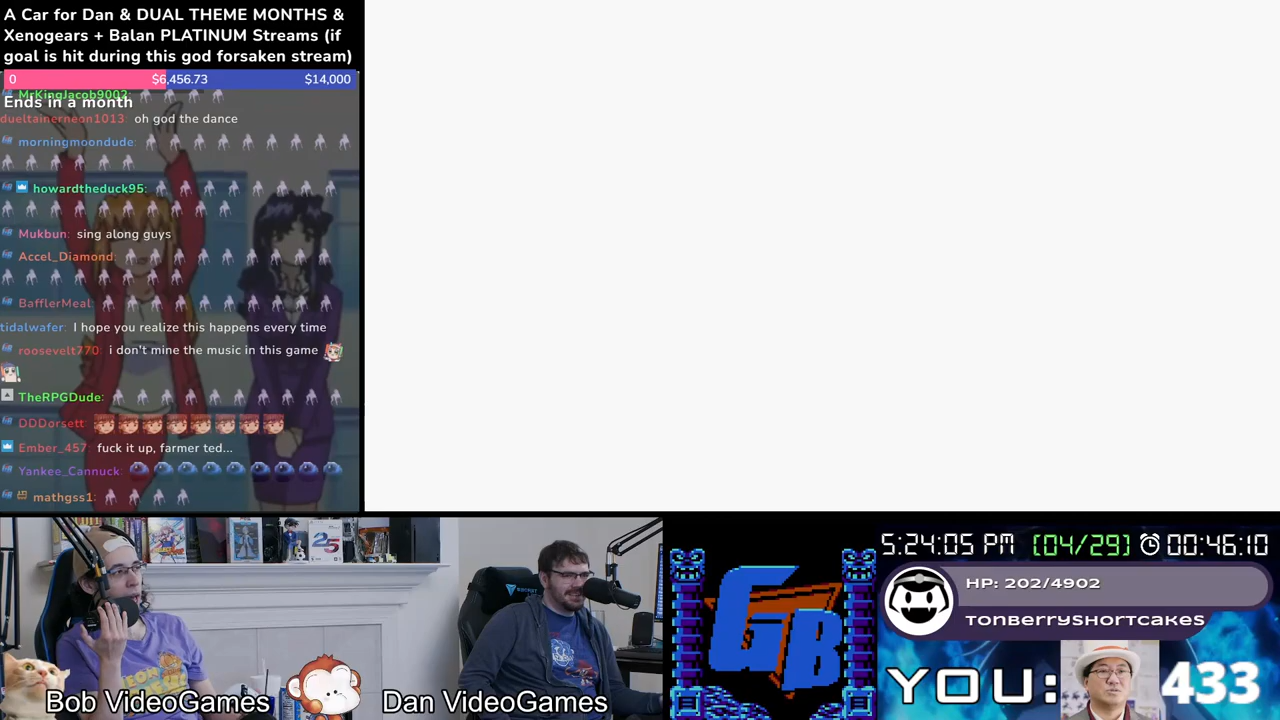 A Car for Dan & DUAL THEME MONTHS &
Xenogears + Balan PLATINUM Streams (if
goal is hit during this god forsaken stream)
0 $6,456.73 $14,000
MrKingJacob9002:
Ends in a month
dueltainerneon1013: oh god the dance
morningmoondude:
howardtheduck95:
Mukbun: sing along guys
Accel_Diamond:
BafflerMeal:
tidalwafer: I hope you realize this happens every time
roosevelt770: i don't mine the music in this game
TheRPGDude:
DDDorsett:
Ember_457: fuck it up, farmer ted...
Yankee_Cannuck:
mathgss1:
25
SECRET
Bob VideoGames
Dan VideoGames
GB
5:24:05 PM [04/29] 00:46:10
HP: 202/4902
TonberryShortcakes
YOU: 433